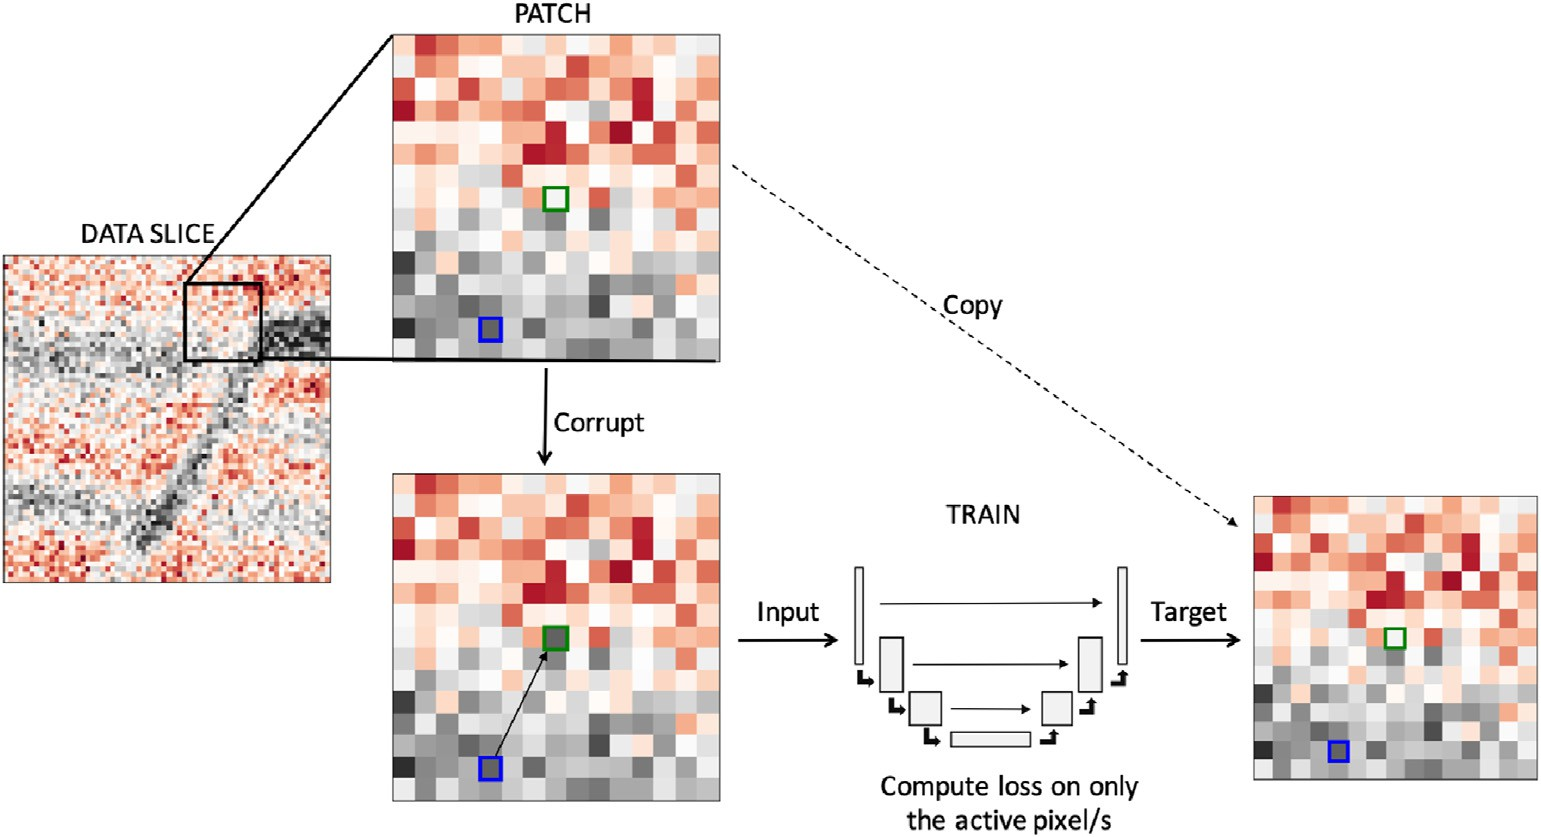 PATCH
DATA SLICE
Copy
Corrupt
TRAIN
Input
Target
Compute loss on only
the active pixel/s